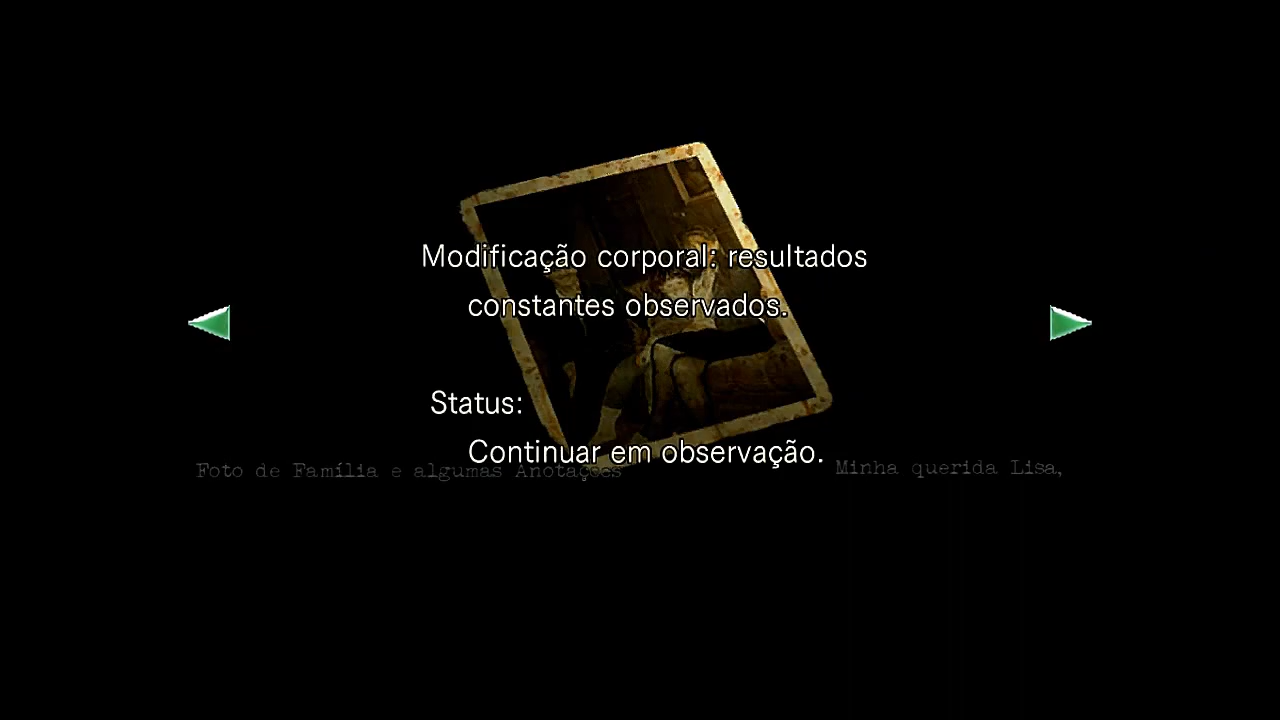 Modificação corporal: resultados
constantes observados.
Status:
Continuar em observação.
Foto de Família e algumas Anotações
Minha querida Lisa,